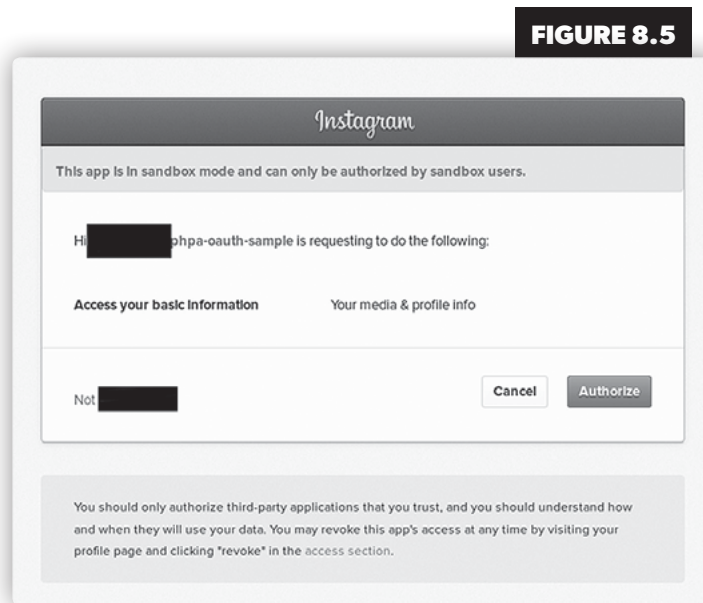 FIGURE 8.5
Instagram
This app is in sandbox mode and can only be authorized by sandbox users.
Hi phpa-oauth-sample is requesting to do the following:
Access your basic information Your media & profile info
Not
Cancel Authorize
You should only authorize third-party applications that you trust, and you should understand how
and when they will use your data. You may revoke this app's access at any time by visiting your
profile page and clicking "revoke" in the access section.